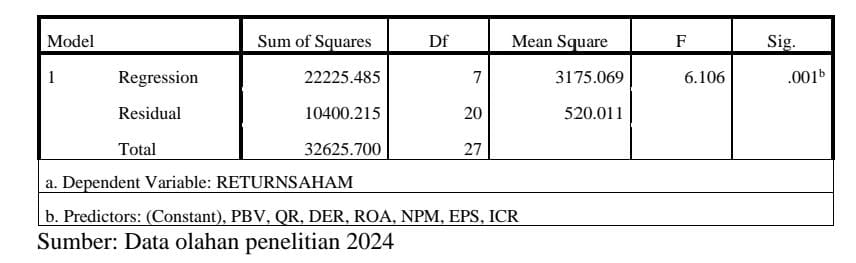 Model Sum of Squares Df Mean Square F Sig.
1 Regression 22225.485 7 3175.069 6.106 .001b
Residual 10400.215 20 520.011
Total 32625.700 27
a. Dependent Variable: RETURNSAHAM
b. Predictors: (Constant), PBV, QR, DER, ROA, NPM, EPS, ICR
Sumber: Data olahan penelitian 2024